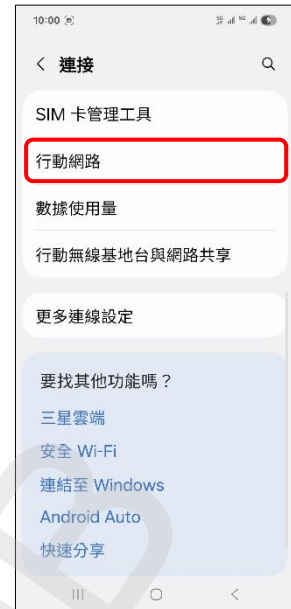 10:00
連接
SIM 卡管理工具
行動網路
數據使用量
行動無線基地台與網路共享
更多連線設定
要找其他功能嗎？
三星雲端
安全 Wi-Fi
連結至 Windows
Android Auto
快速分享